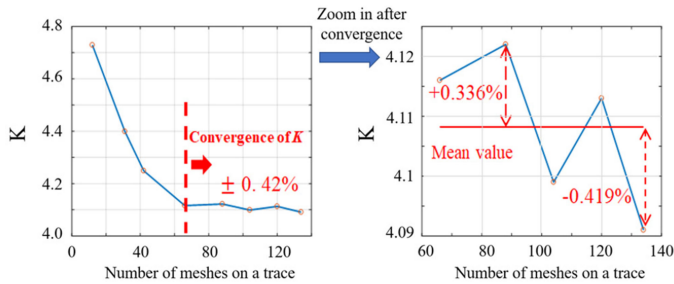 Zoom in after
convergence
4.8
4.6
4.4
4.2
4.0
K
0
40
80
120
Number of meshes on a trace
Convergence of K
± 0.42%
4.12
4.11
4.1
4.09
K
60
80
100
120
140
Number of meshes on a trace
+0.336%
Mean value
-0.419%